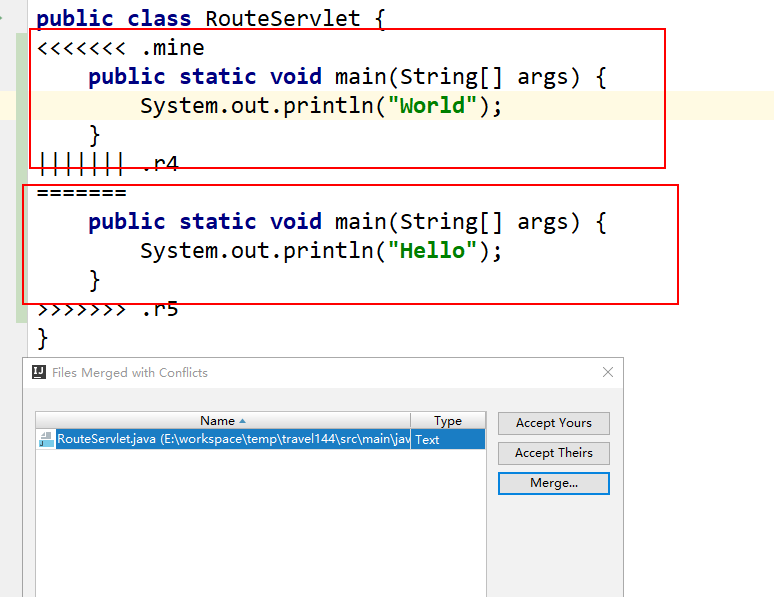 public class RouteServlet {
<<<<<<< .mine
    public static void main(String[] args) {
        System.out.println("World");
    }
||||||| .r4
=======
    public static void main(String[] args) {
        System.out.println("Hello");
    }
>>>>>>> .r5
}
Files Merged with Conflicts
Name Type
RouteServlet.java (E:\workspace\temp\travel144\src\main\jav Text
Accept Yours
Accept Theirs
Merge...